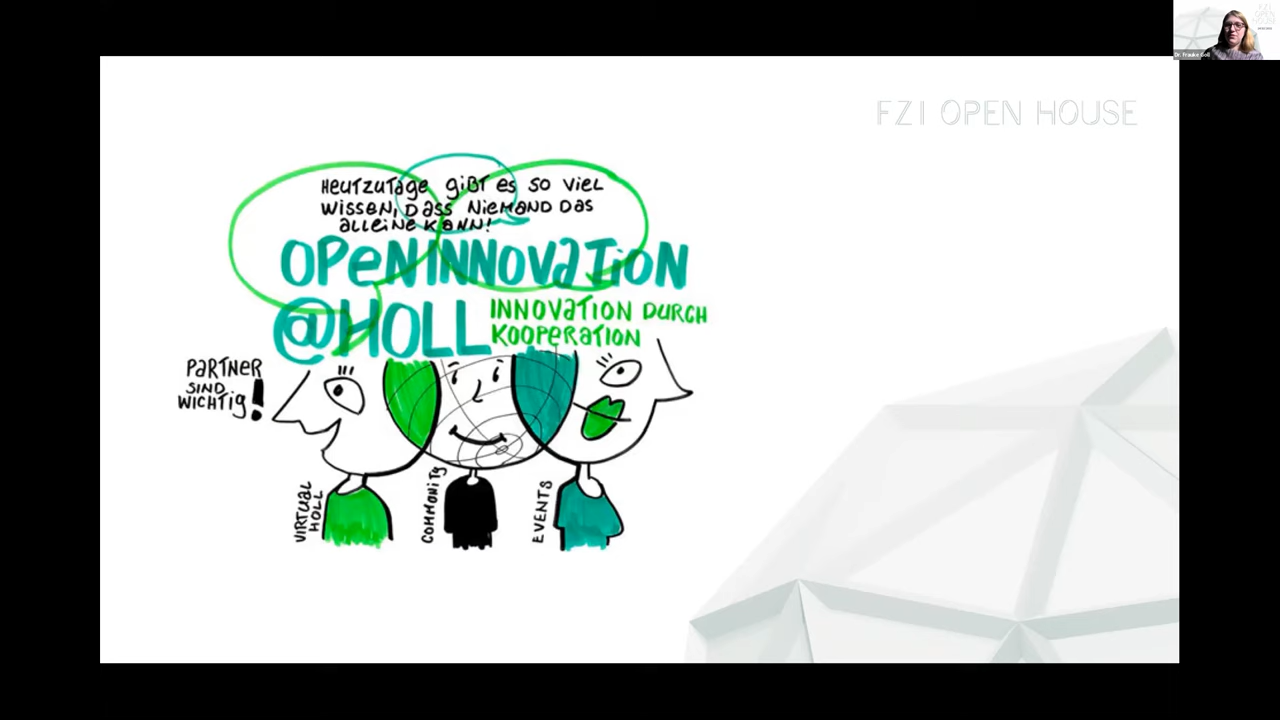 FZI OPEN HOUSE
HEUTZUTAGE GIBT ES SO VIEL
WISSEN, DASS NIEMAND DAS
ALLEINE KANN!
OPEN INNOVATION
@HOLL
INNOVATION DURCH
KOOPERATION
PARTNER
SIND
WICHTIG!
VIRTUAL
HOLL
COMMUNITY
EVENTS